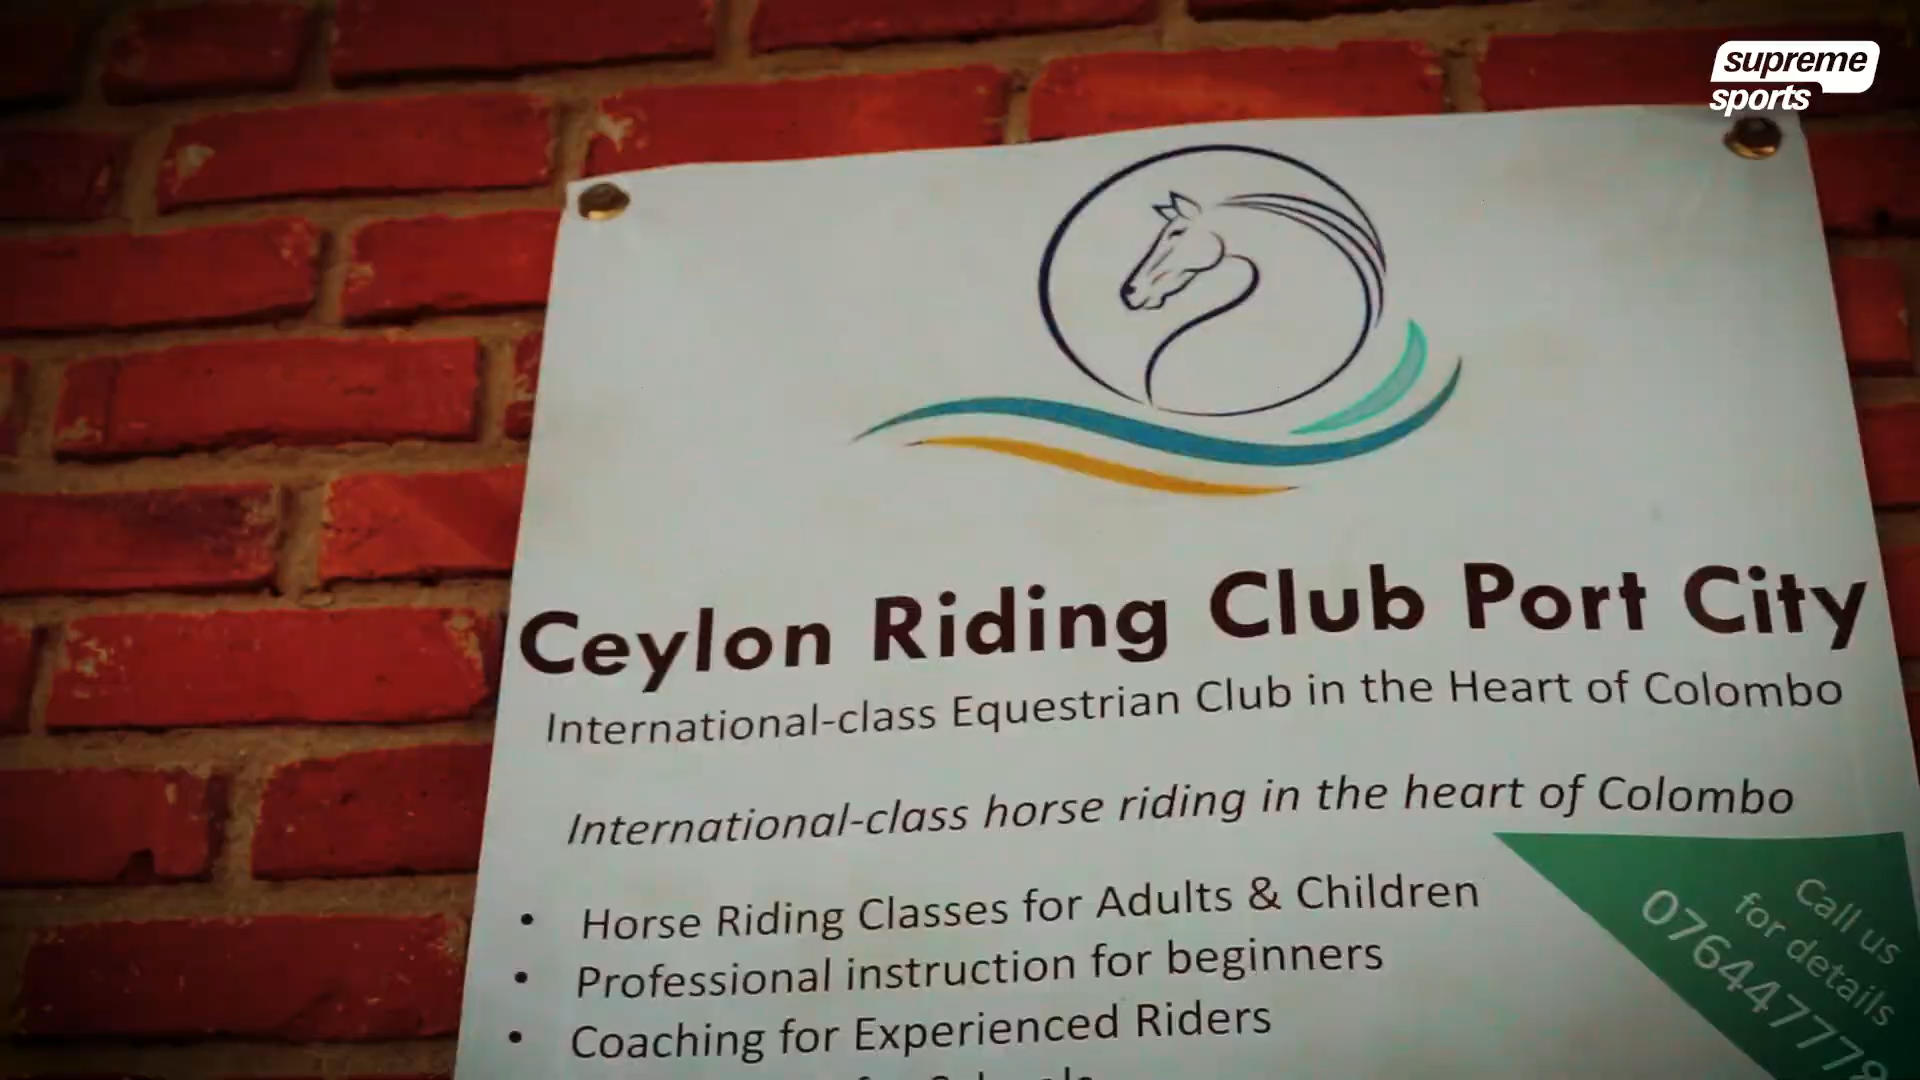 supreme
sports
Ceylon Riding Club Port City
International-class Equestrian Club in the Heart of Colombo
International-class horse riding in the heart of Colombo
• Horse Riding Classes for Adults & Children
• Professional instruction for beginners
• Coaching for Experienced Riders
Call us
for details